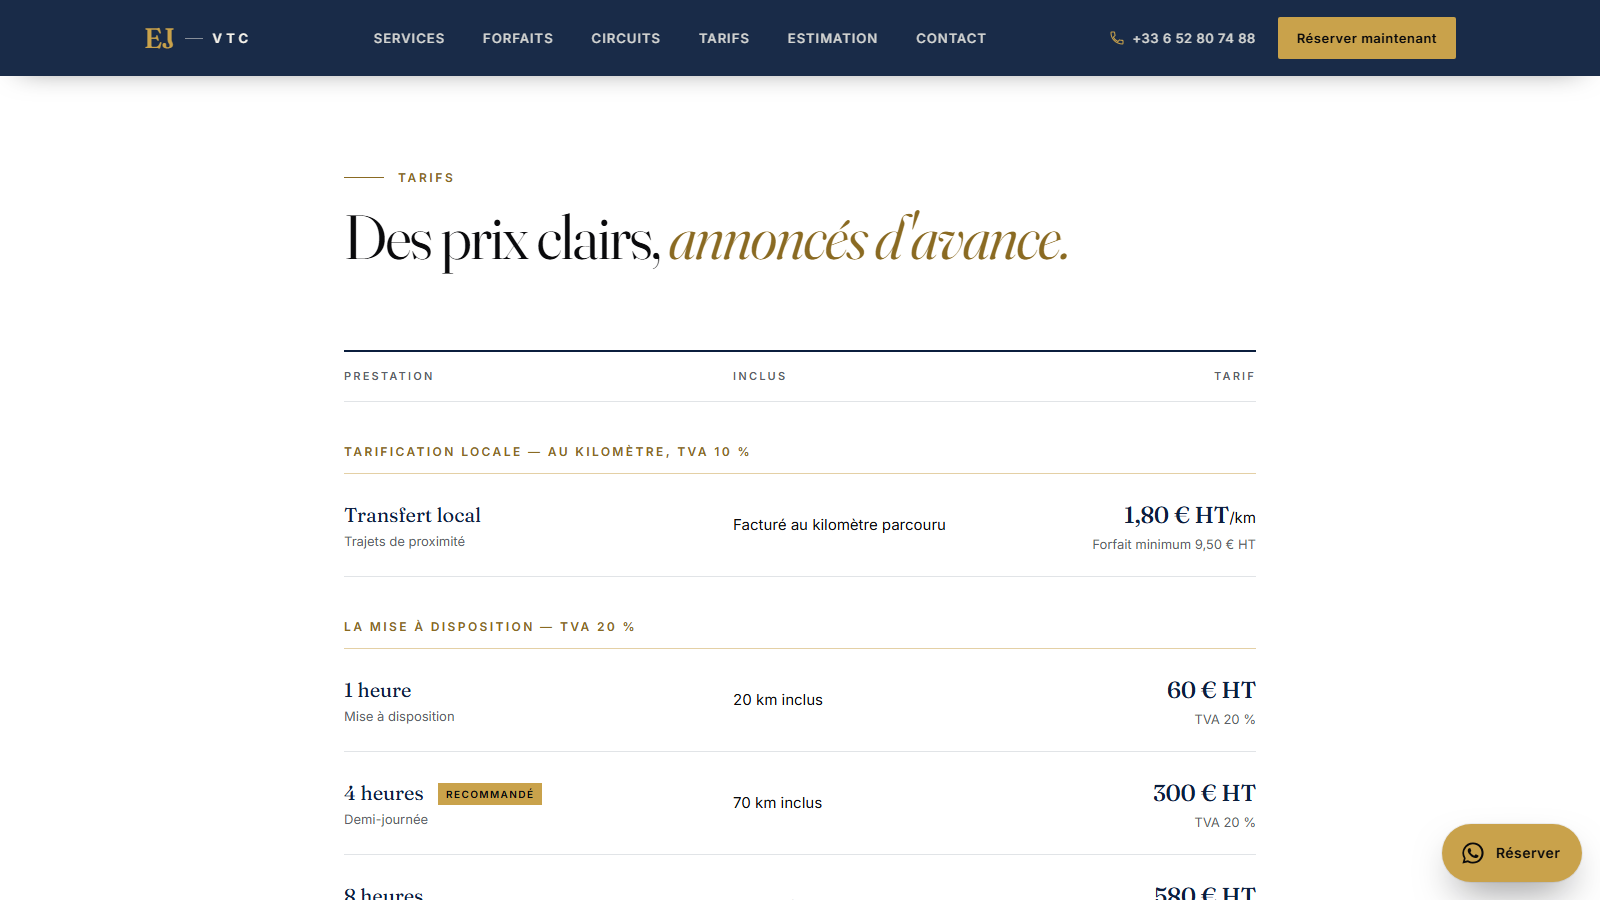 EJ — VTC
SERVICES FORFAITS CIRCUITS TARIFS ESTIMATION CONTACT
+33 6 52 80 74 88
Réserver maintenant
TARIFS
Des prix clairs, annoncés d'avance.
PRESTATION INCLUS TARIF
TARIFICATION LOCALE — AU KILOMÈTRE, TVA 10 %
Transfert local
Trajets de proximité
Facturé au kilomètre parcouru
1,80 € HT/km
Forfait minimum 9,50 € HT
LA MISE À DISPOSITION — TVA 20 %
1 heure
Mise à disposition
20 km inclus
60 € HT
TVA 20 %
4 heures RECOMMANDÉ
Demi-journée
70 km inclus
300 € HT
TVA 20 %
8 heures
580 € HT
Réserver